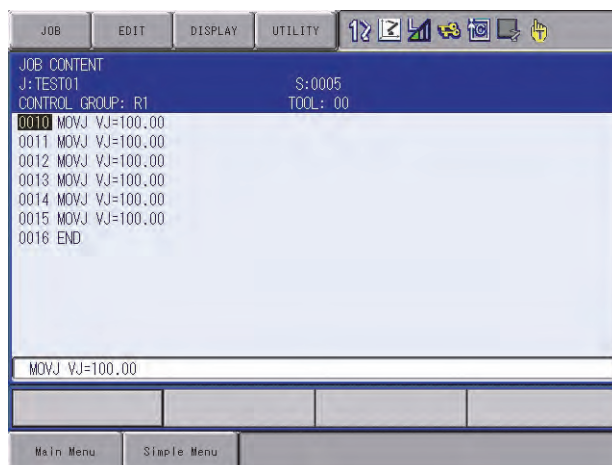 JOB EDIT DISPLAY UTILITY
JOB CONTENT
J:TEST01 S:0005
CONTROL GROUP: R1 TOOL: 00
0010 MOVJ VJ=100.00
0011 MOVJ VJ=100.00
0012 MOVJ VJ=100.00
0013 MOVJ VJ=100.00
0014 MOVJ VJ=100.00
0015 MOVJ VJ=100.00
0016 END
MOVJ VJ=100.00
Main Menu Simple Menu